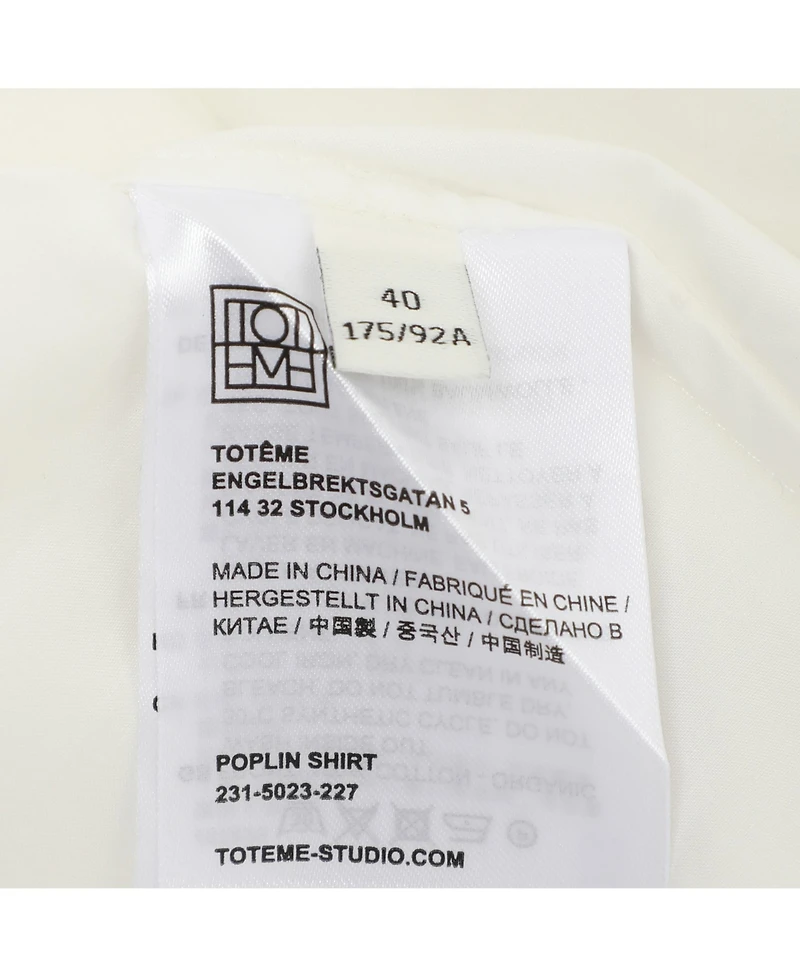 40
175/92A
TOTEME
TOTÊME
ENGELBREKTSGATAN 5
114 32 STOCKHOLM
MADE IN CHINA / FABRIQUÉ EN CHINE /
HERGESTELLT IN CHINA / СДЕЛАНО В
КИТАЕ / 中国製 / 중국산 / 中国制造
POPLIN SHIRT
231-5023-227
TOTEME-STUDIO.COM